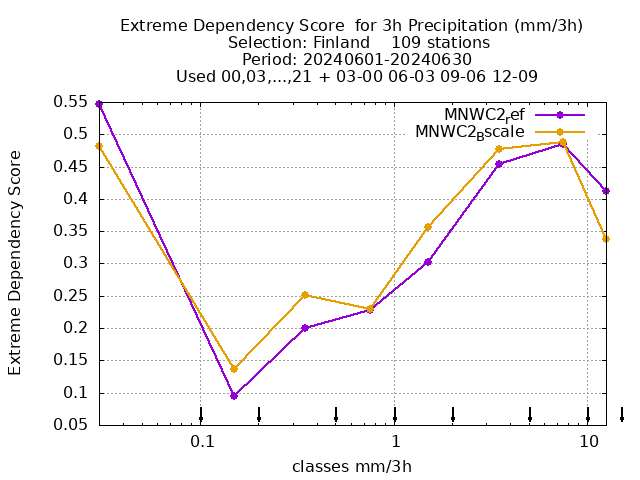 Extreme Dependency Score  for 3h Precipitation (mm/3h)
Selection: Finland    109 stations
Period: 20240601-20240630
Used 00,03,...,21 + 03-00 06-03 09-06 12-09
MNWC2ref
MNWC2Bscale
0.55
0.5
0.45
0.4
0.35
0.3
0.25
0.2
0.15
0.1
0.05
Extreme Dependency Score
0.1 1 10
classes mm/3h